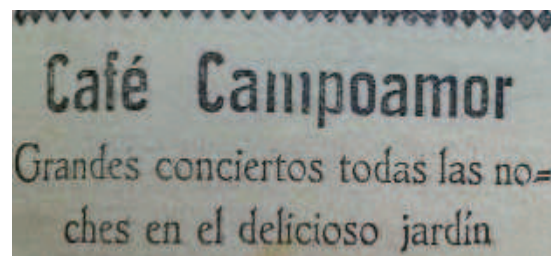 Café Campoamor
Grandes conciertos todas las no=
ches en el delicioso jardín